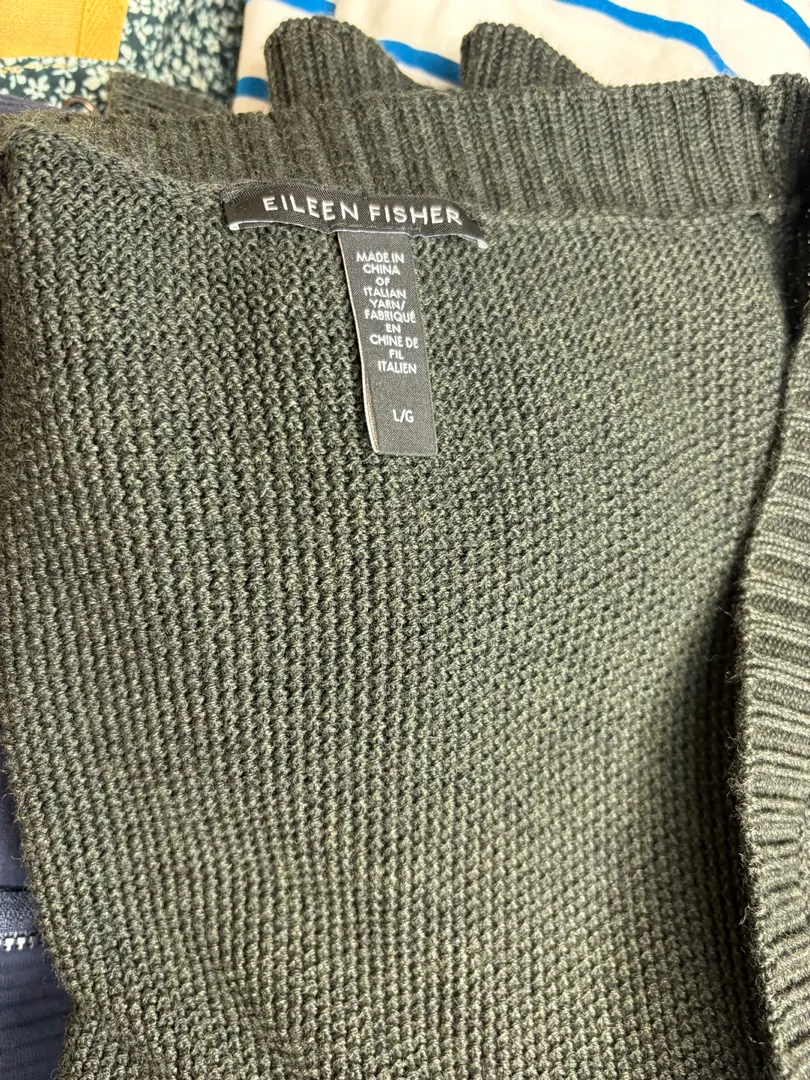 EILEEN FISHER
MADE IN
CHINA
OF
ITALIAN
YARN/
FABRIQUÉ
EN
CHINE DE
FIL
ITALIEN
L/G